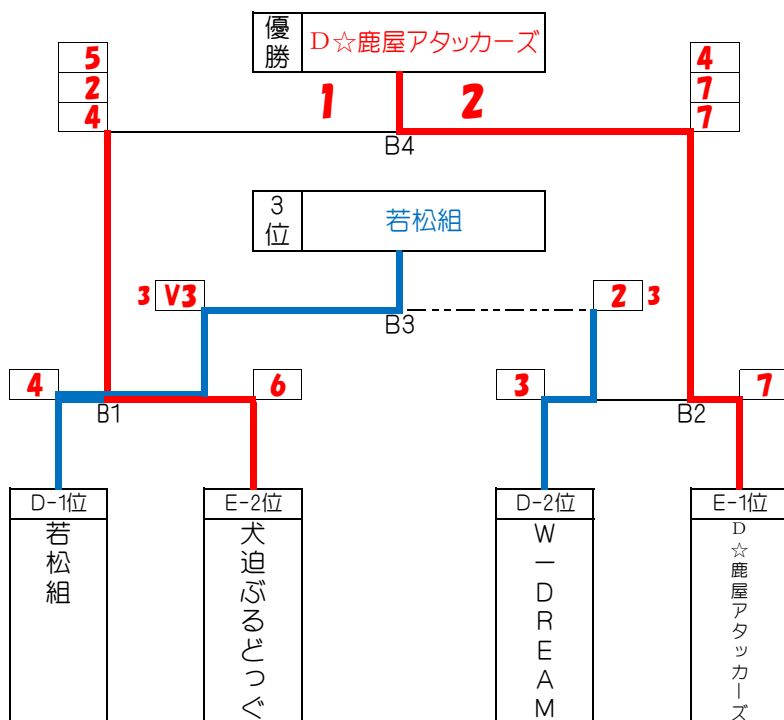 優勝 D☆鹿屋アタッカーズ
5 4
2 7
4 7
1 2
B4
3位 若松組
3 V3 2 3
B3
4 6 3 7
B1 B2
D-1位 E-2位 D-2位 E-1位
若松組
犬迫ぶるどっぐ
W－DREAM
D☆鹿屋アタッカーズ